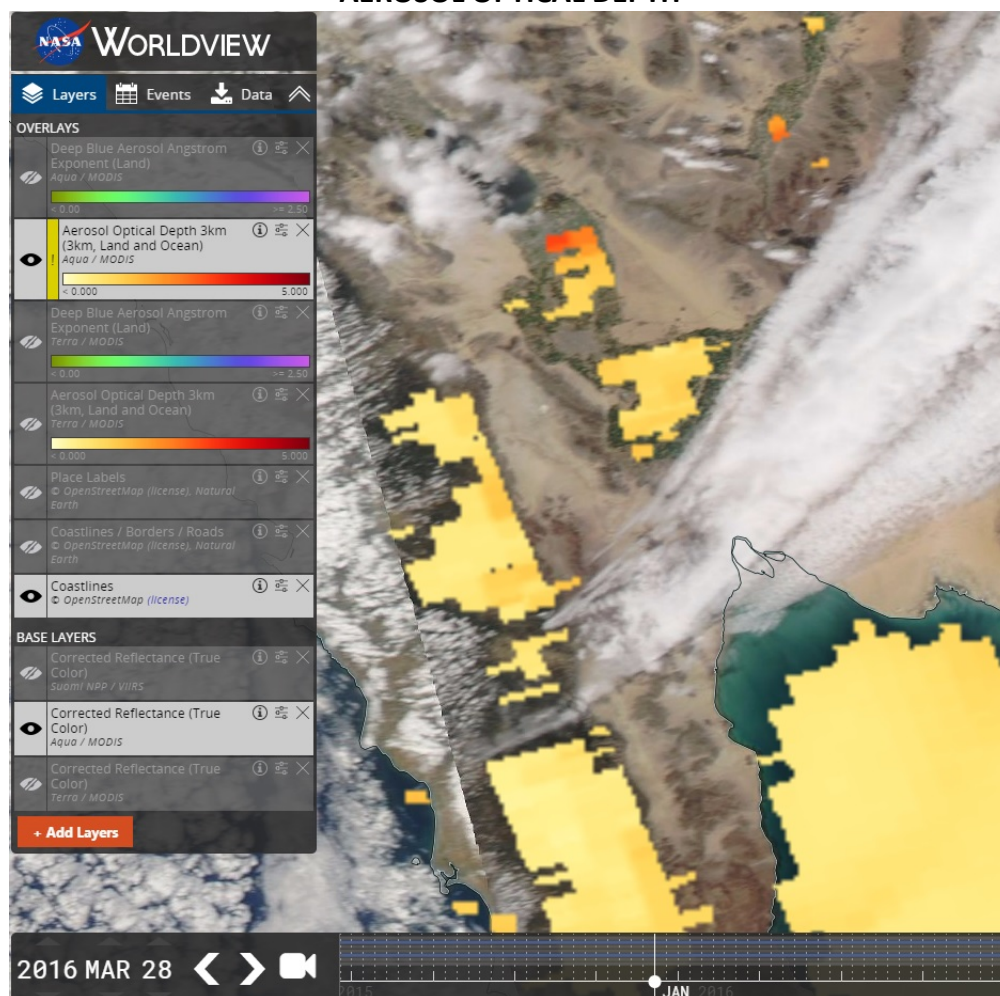 AEROSOL OPTICAL DEPTH
NASA WORLDVIEW
Layers Events Data
OVERLAYS
Deep Blue Aerosol Angstrom
Exponent (Land)
Aqua / MODIS
< 0.00 >= 2.50
Aerosol Optical Depth 3km
(3km, Land and Ocean)
Aqua / MODIS
< 0.000 5.000
Deep Blue Aerosol Angstrom
Exponent (Land)
Terra / MODIS
< 0.00 >= 2.50
Aerosol Optical Depth 3km
(3km, Land and Ocean)
Terra / MODIS
< 0.000 5.000
Place Labels
© OpenStreetMap (license), Natural
Earth
Coastlines / Borders / Roads
© OpenStreetMap (license), Natural
Earth
Coastlines
© OpenStreetMap (license)
BASE LAYERS
Corrected Reflectance (True
Color)
Suomi NPP / VIIRS
Corrected Reflectance (True
Color)
Aqua / MODIS
Corrected Reflectance (True
Color)
Terra / MODIS
+ Add Layers
2016 MAR 28
2015 JAN 2016